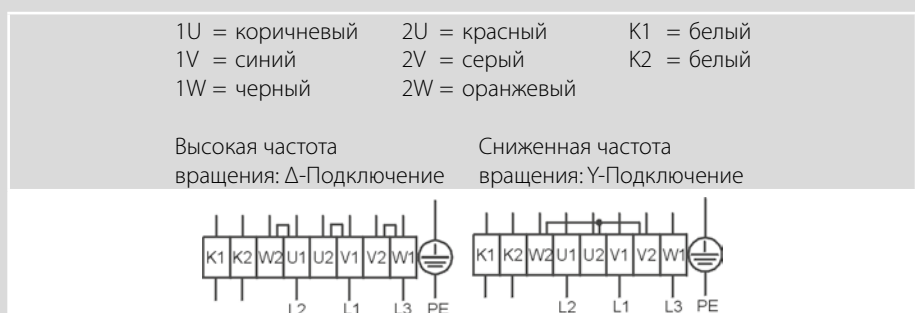 1U = коричневый 2U = красный K1 = белый
1V = синий 2V = серый K2 = белый
1W = черный 2W = оранжевый
Высокая частота Сниженная частота
вращения: Δ-Подключение вращения: Y-Подключение
K1 K2 W2 U1 U2 V1 V2 W1 K1 K2 W2 U1 U2 V1 V2 W1
L2 L1 L3 PE L2 L1 L3 PE